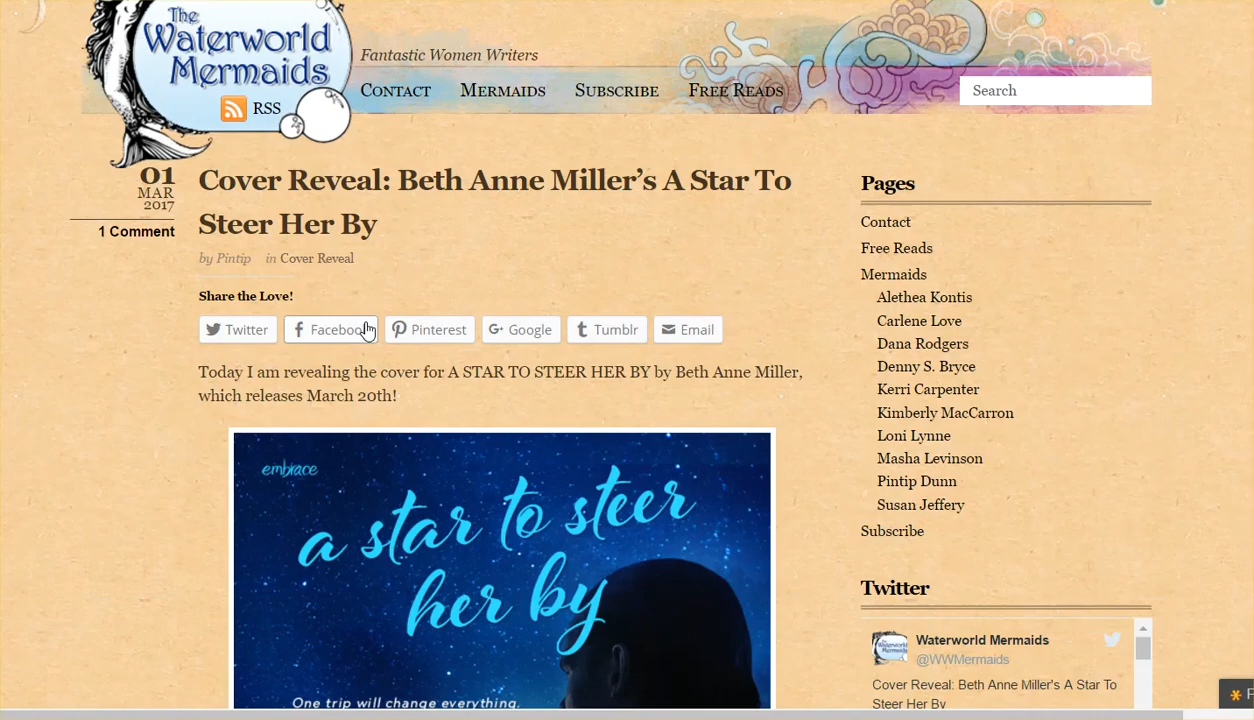 The
Waterworld
Mermaids
RSS
Fantastic Women Writers
Contact Mermaids Subscribe Free Reads
Search
01
MAR
2017
1 Comment
Cover Reveal: Beth Anne Miller's A Star To
Steer Her By
by Pintip in Cover Reveal
Share the Love!
Twitter Facebook Pinterest Google Tumblr Email
Today I am revealing the cover for A STAR TO STEER HER BY by Beth Anne Miller,
which releases March 20th!
embrace
a star to steer
her by
One trip will change everything.
Pages
Contact
Free Reads
Mermaids
Alethea Kontis
Carlene Love
Dana Rodgers
Denny S. Bryce
Kerri Carpenter
Kimberly MacCarron
Loni Lynne
Masha Levinson
Pintip Dunn
Susan Jeffery
Subscribe
Twitter
The
Waterworld
Mermaids
Waterworld Mermaids
@WWMermaids
Cover Reveal: Beth Anne Miller's A Star To
Steer Her By